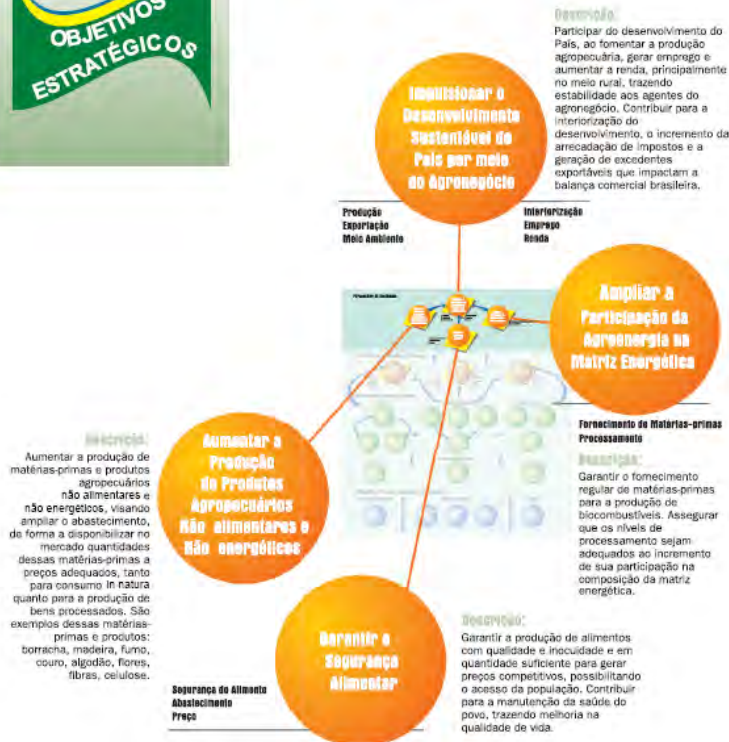 OBJETIVOS
ESTRATÉGICOS
Descrição:
Participar do desenvolvimento do
País, ao fomentar a produção
agropecuária, gerar emprego e
aumentar a renda, principalmente
no meio rural, trazendo
estabilidade aos agentes do
agronegócio. Contribuir para a
interiorização do
desenvolvimento, o incremento da
arrecadação de impostos e a
geração de excedentes
exportáveis que impactam a
balança comercial brasileira.
Impulsionar o
Desenvolvimento
Sustentável do
País por meio
do Agronegócio
Produção
Exportação
Meio Ambiente
Interiorização
Emprego
Renda
Ampliar a
Participação da
Agroenergia na
Matriz Energética
Fornecimento de Matérias-primas
Processamento
Descrição:
Garantir o fornecimento
regular de matérias-primas
para a produção de
biocombustíveis. Assegurar
que os níveis de
processamento sejam
adequados ao incremento
de sua participação na
composição da matriz
energética.
Descrição:
Aumentar a produção de
matérias-primas e produtos
agropecuários
não alimentares e
não energéticos, visando
ampliar o abastecimento,
de forma a disponibilizar no
mercado quantidades
dessas matérias-primas a
preços adequados, tanto
para consumo in natura
quanto para a produção de
bens processados. São
exemplos dessas matérias-
primas e produtos:
borracha, madeira, fumo,
couro, algodão, flores,
fibras, celulose.
Aumentar a
Produção
de Produtos
Agropecuários
Não alimentares e
Não energéticos
Garantir a
Segurança
Alimentar
Segurança do Alimento
Abastecimento
Preço
Descrição:
Garantir a produção de alimentos
com qualidade e inocuidade e em
quantidade suficiente para gerar
preços competitivos, possibilitando
o acesso da população. Contribuir
para a manutenção da saúde do
povo, trazendo melhoria na
qualidade de vida.